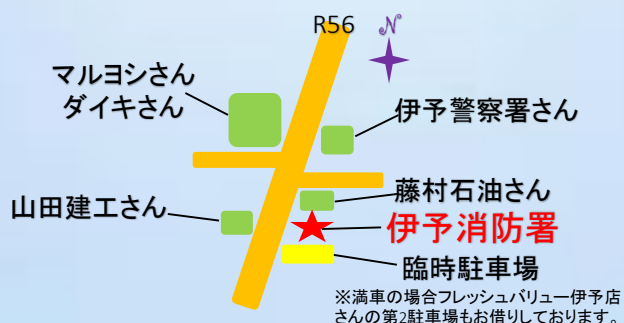 R56
N
マルヨシさん
ダイキさん
伊予警察署さん
藤村石油さん
山田建工さん
伊予消防署
臨時駐車場
※満車の場合フレッシュバリュー伊予店
さんの第2駐車場もお借りしております。